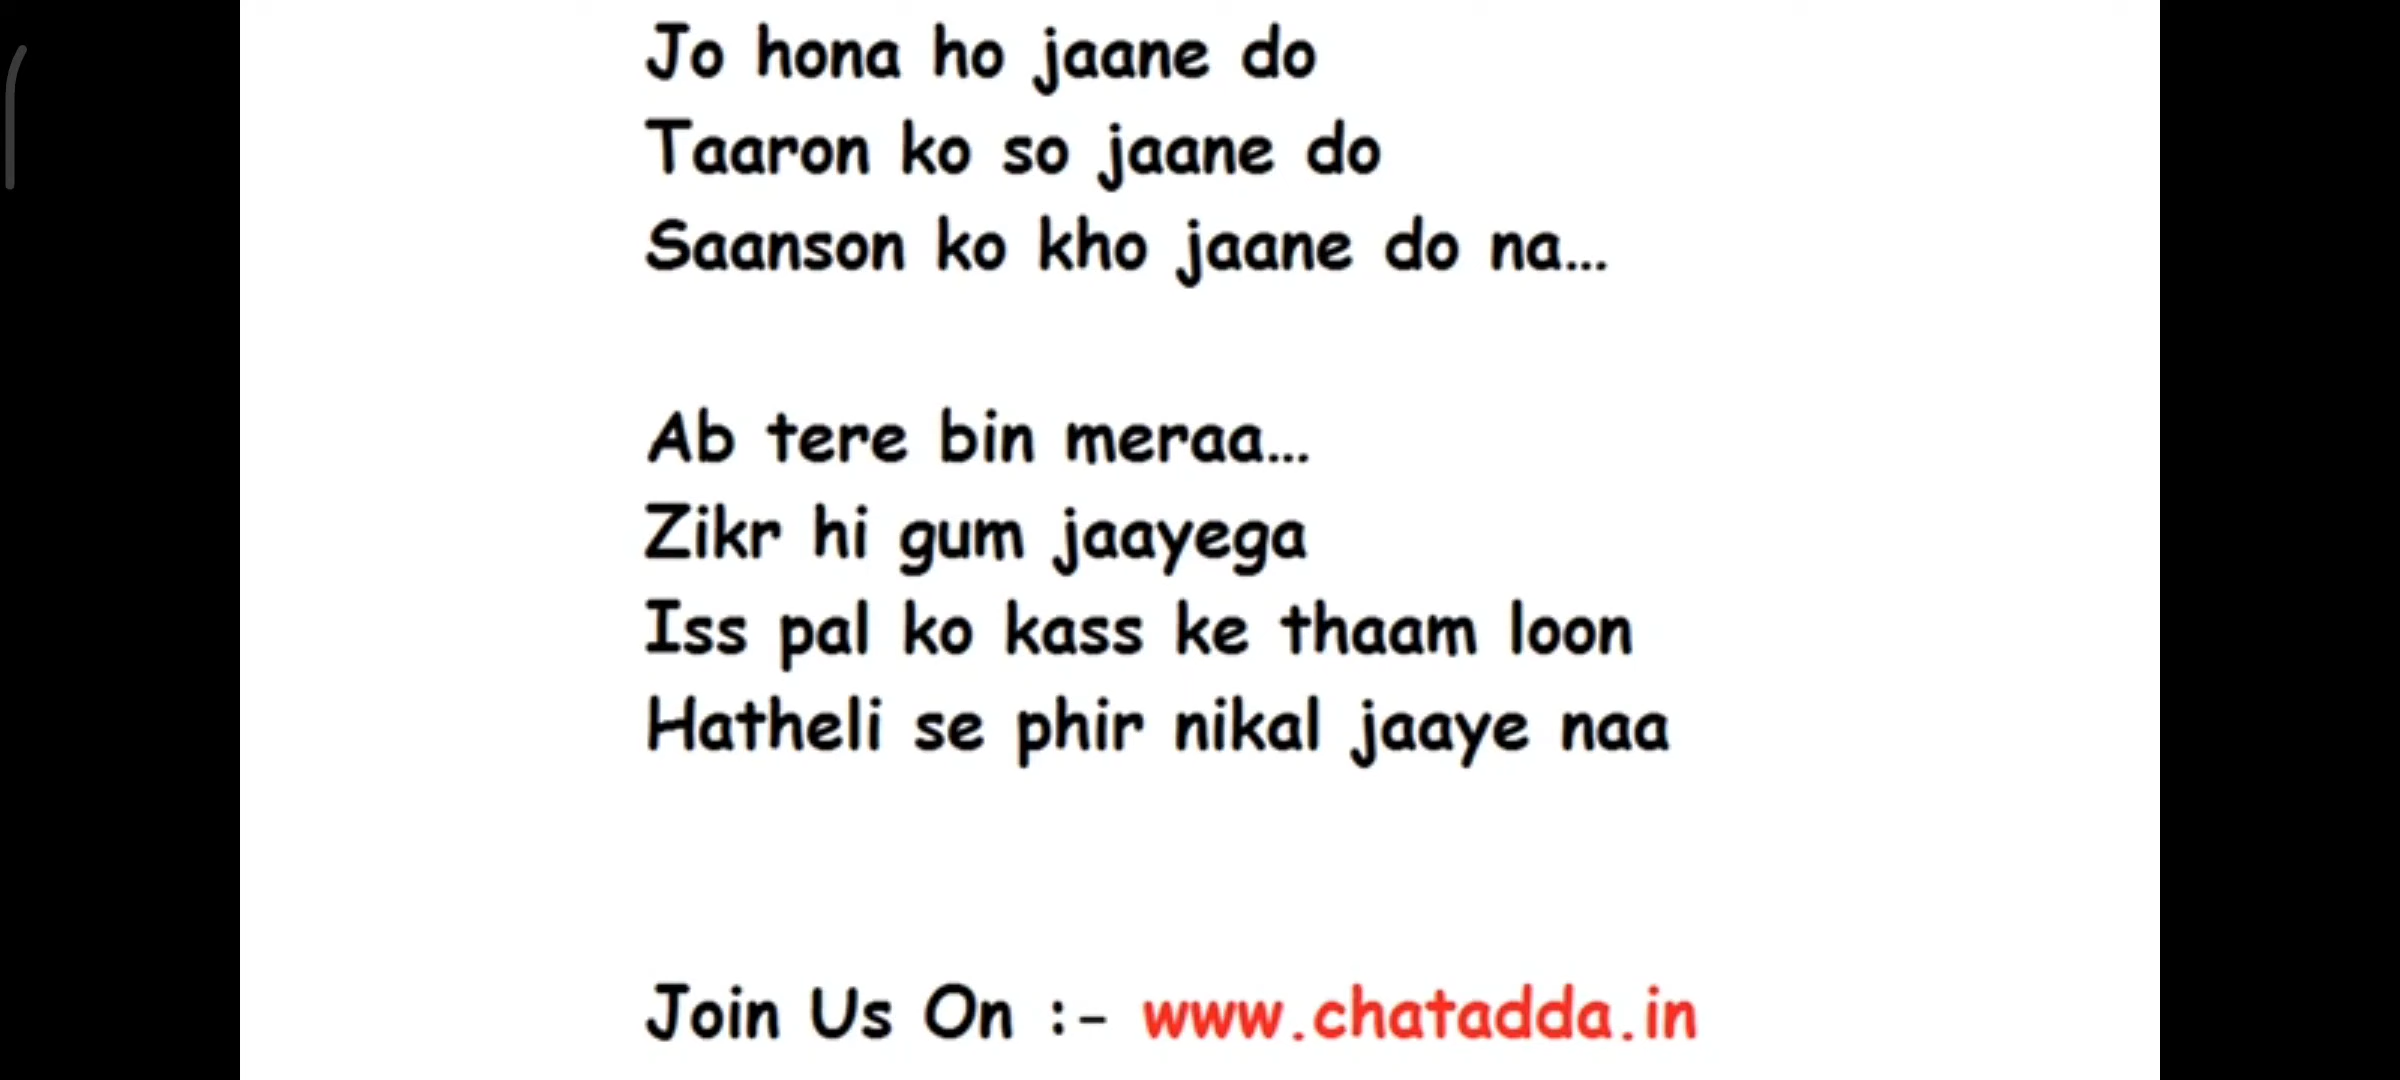 Jo hona ho jaane do
Taaron ko so jaane do
Saanson ko kho jaane do na...
Ab tere bin meraa...
Zikr hi gum jaayega
Iss pal ko kass ke thaam loon
Hatheli se phir nikal jaaye naa
Join Us On :- www.chatadda.in